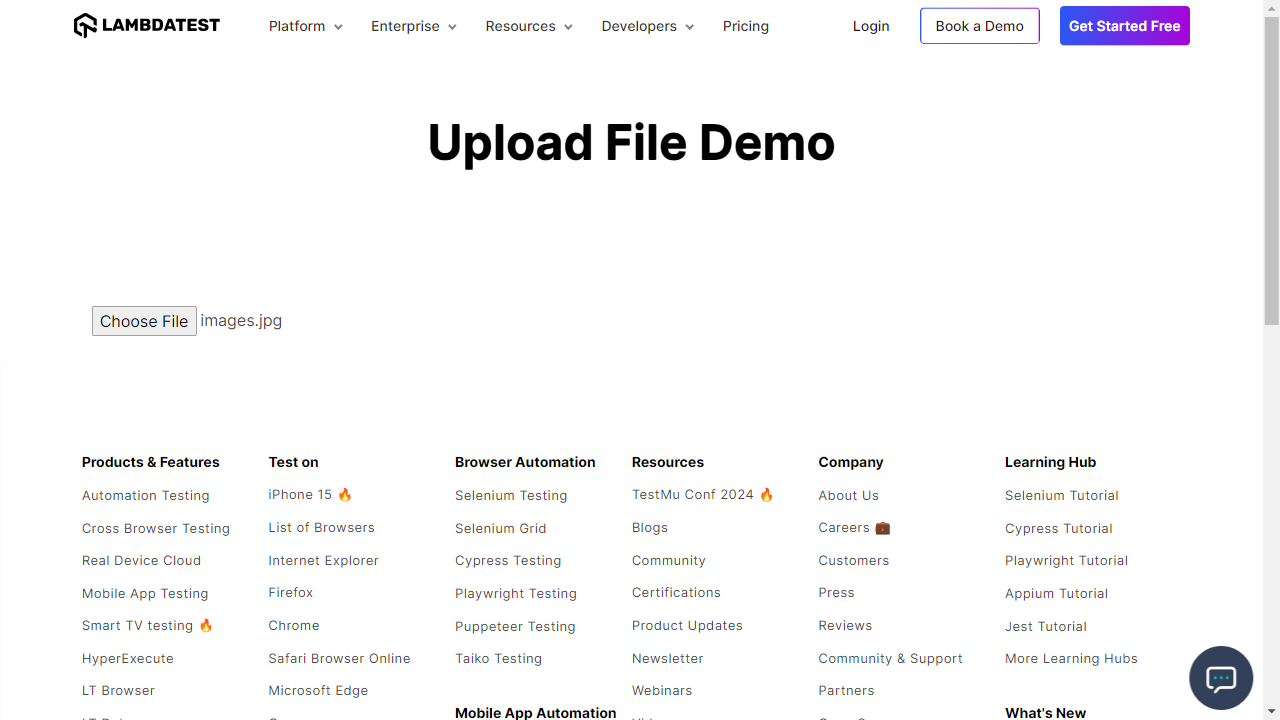 LAMBDATEST Platform Enterprise Resources Developers Pricing Login Book a Demo Get Started Free
Upload File Demo
Choose File images.jpg
Products & Features
Automation Testing
Cross Browser Testing
Real Device Cloud
Mobile App Testing
Smart TV testing 🔥
HyperExecute
LT Browser
Test on
iPhone 15 🔥
List of Browsers
Internet Explorer
Firefox
Chrome
Safari Browser Online
Microsoft Edge
Browser Automation
Selenium Testing
Selenium Grid
Cypress Testing
Playwright Testing
Puppeteer Testing
Taiko Testing
Mobile App Automation
Resources
TestMu Conf 2024 🔥
Blogs
Community
Certifications
Product Updates
Newsletter
Webinars
Company
About Us
Careers 💼
Customers
Press
Reviews
Community & Support
Partners
Learning Hub
Selenium Tutorial
Cypress Tutorial
Playwright Tutorial
Appium Tutorial
Jest Tutorial
More Learning Hubs
What's New